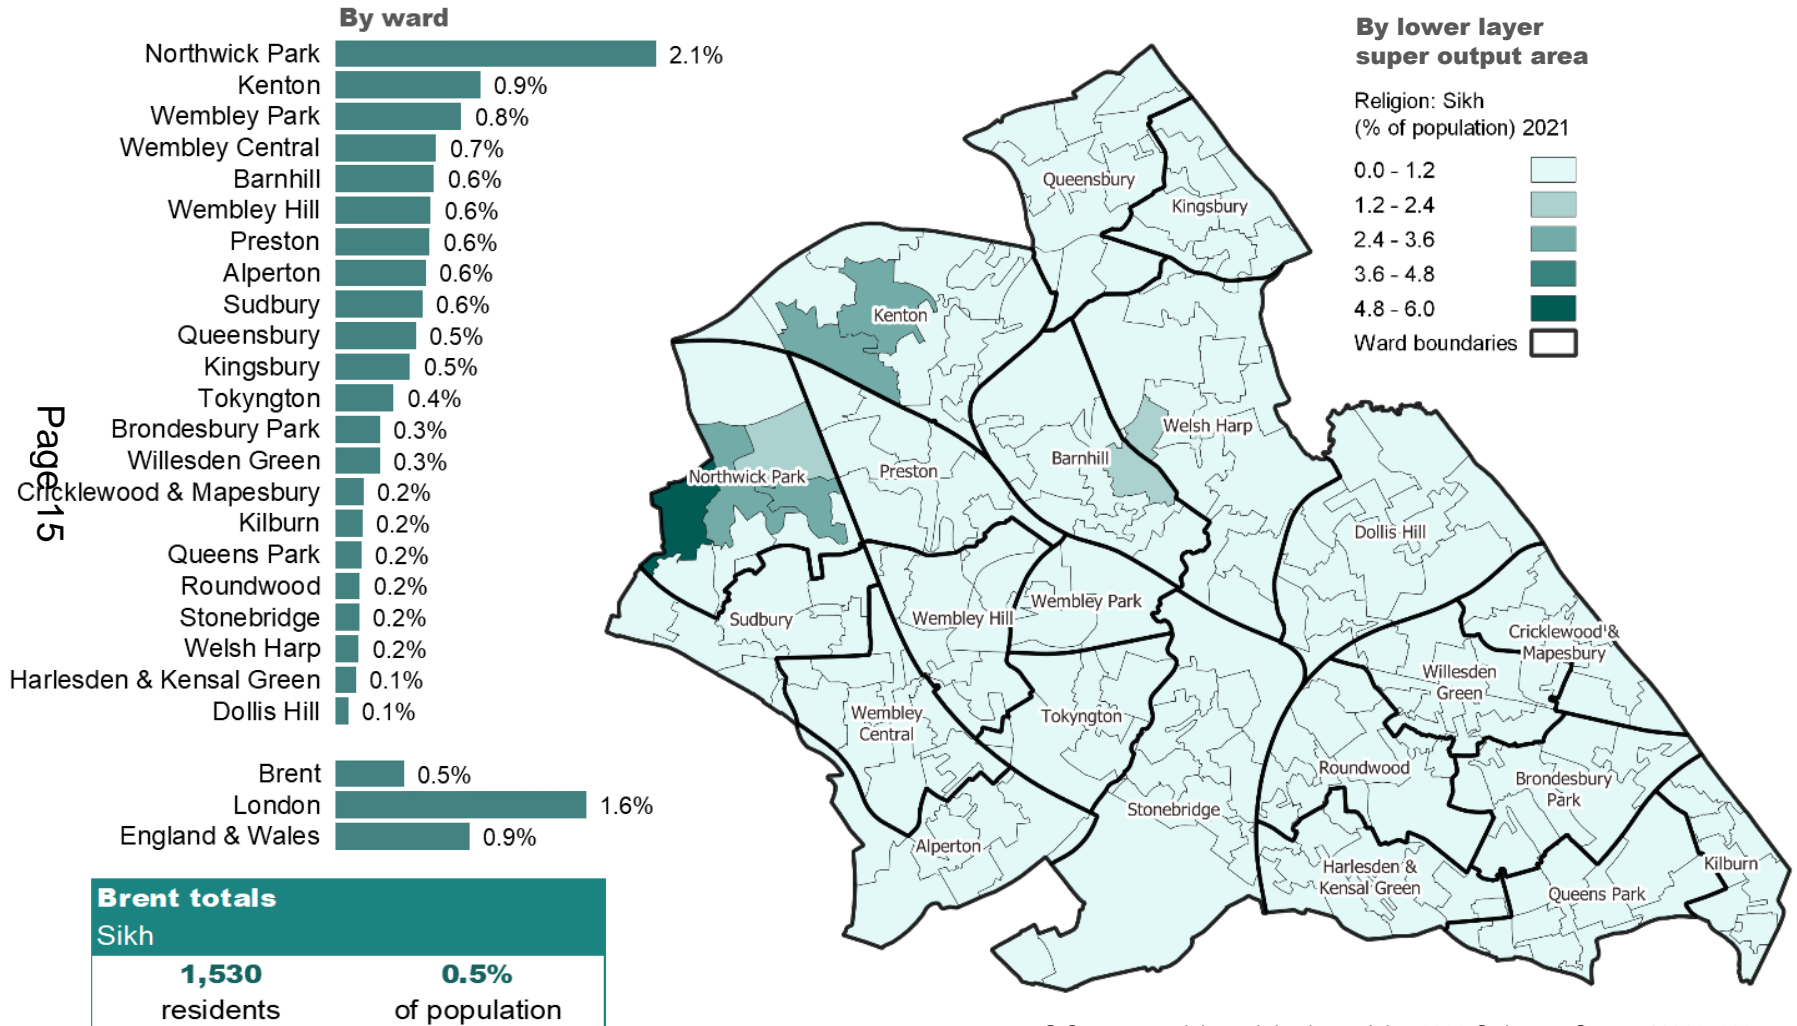 By ward
Northwick Park 2.1%
Kenton 0.9%
Wembley Park 0.8%
Wembley Central 0.7%
Barnhill 0.6%
Wembley Hill 0.6%
Preston 0.6%
Alperton 0.6%
Sudbury 0.6%
Queensbury 0.5%
Kingsbury 0.5%
Tokyngton 0.4%
Brondesbury Park 0.3%
Willesden Green 0.3%
Cricklewood & Mapesbury 0.2%
Kilburn 0.2%
Queens Park 0.2%
Roundwood 0.2%
Stonebridge 0.2%
Welsh Harp 0.2%
Harlesden & Kensal Green 0.1%
Dollis Hill 0.1%
Brent 0.5%
London 1.6%
England & Wales 0.9%
Page 15
Brent totals
Sikh
1,530 0.5%
residents of population
By lower layer
super output area
Religion: Sikh
(% of population) 2021
0.0 - 1.2
1.2 - 2.4
2.4 - 3.6
3.6 - 4.8
4.8 - 6.0
Ward boundaries
Queensbury
Kingsbury
Kenton
Welsh Harp
Barnhill
Preston
Northwick Park
Dollis Hill
Wembley Park
Wembley Hill
Sudbury
Cricklewood &
Mapesbury
Willesden
Green
Wembley
Central
Tokyngton
Roundwood
Brondesbury
Park
Stonebridge
Alperton
Harlesden &
Kensal Green
Queens Park
Kilburn